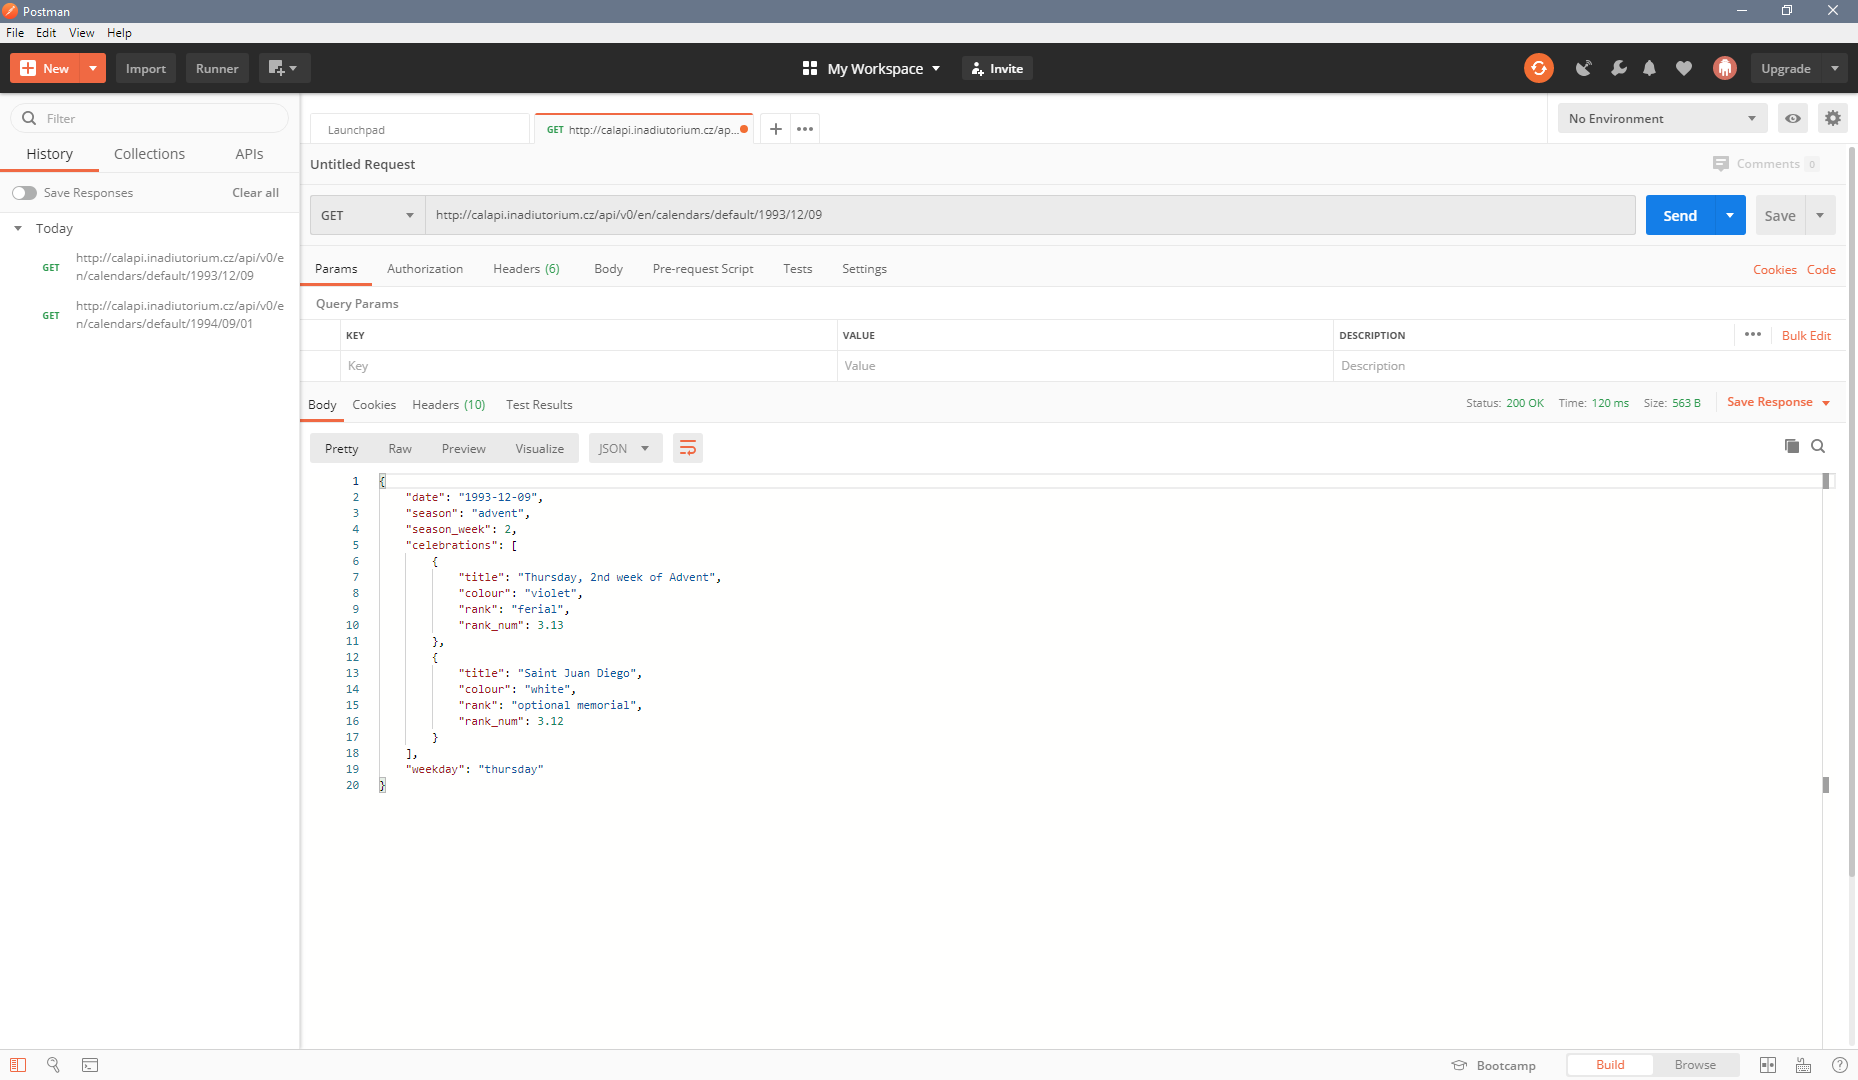 Postman
File Edit View Help
New Import Runner My Workspace Invite Upgrade
Filter
History Collections APIs
Save Responses Clear all
Today
GET http://calapi.inadiutorium.cz/api/v0/e
n/calendars/default/1993/12/09
GET http://calapi.inadiutorium.cz/api/v0/e
n/calendars/default/1994/09/01
Launchpad GET http://calapi.inadiutorium.cz/ap... No Environment
Untitled Request Comments 0
GET http://calapi.inadiutorium.cz/api/v0/en/calendars/default/1993/12/09 Send Save
Params Authorization Headers (6) Body Pre-request Script Tests Settings Cookies Code
Query Params
KEY VALUE DESCRIPTION Bulk Edit
Key Value Description
Body Cookies Headers (10) Test Results Status: 200 OK Time: 120 ms Size: 563 B Save Response
Pretty Raw Preview Visualize JSON
1 {
2 "date": "1993-12-09",
3 "season": "advent",
4 "season_week": 2,
5 "celebrations": [
6 {
7 "title": "Thursday, 2nd week of Advent",
8 "colour": "violet",
9 "rank": "ferial",
10 "rank_num": 3.13
11 },
12 {
13 "title": "Saint Juan Diego",
14 "colour": "white",
15 "rank": "optional memorial",
16 "rank_num": 3.12
17 }
18 ],
19 "weekday": "thursday"
20 }
Bootcamp Build Browse